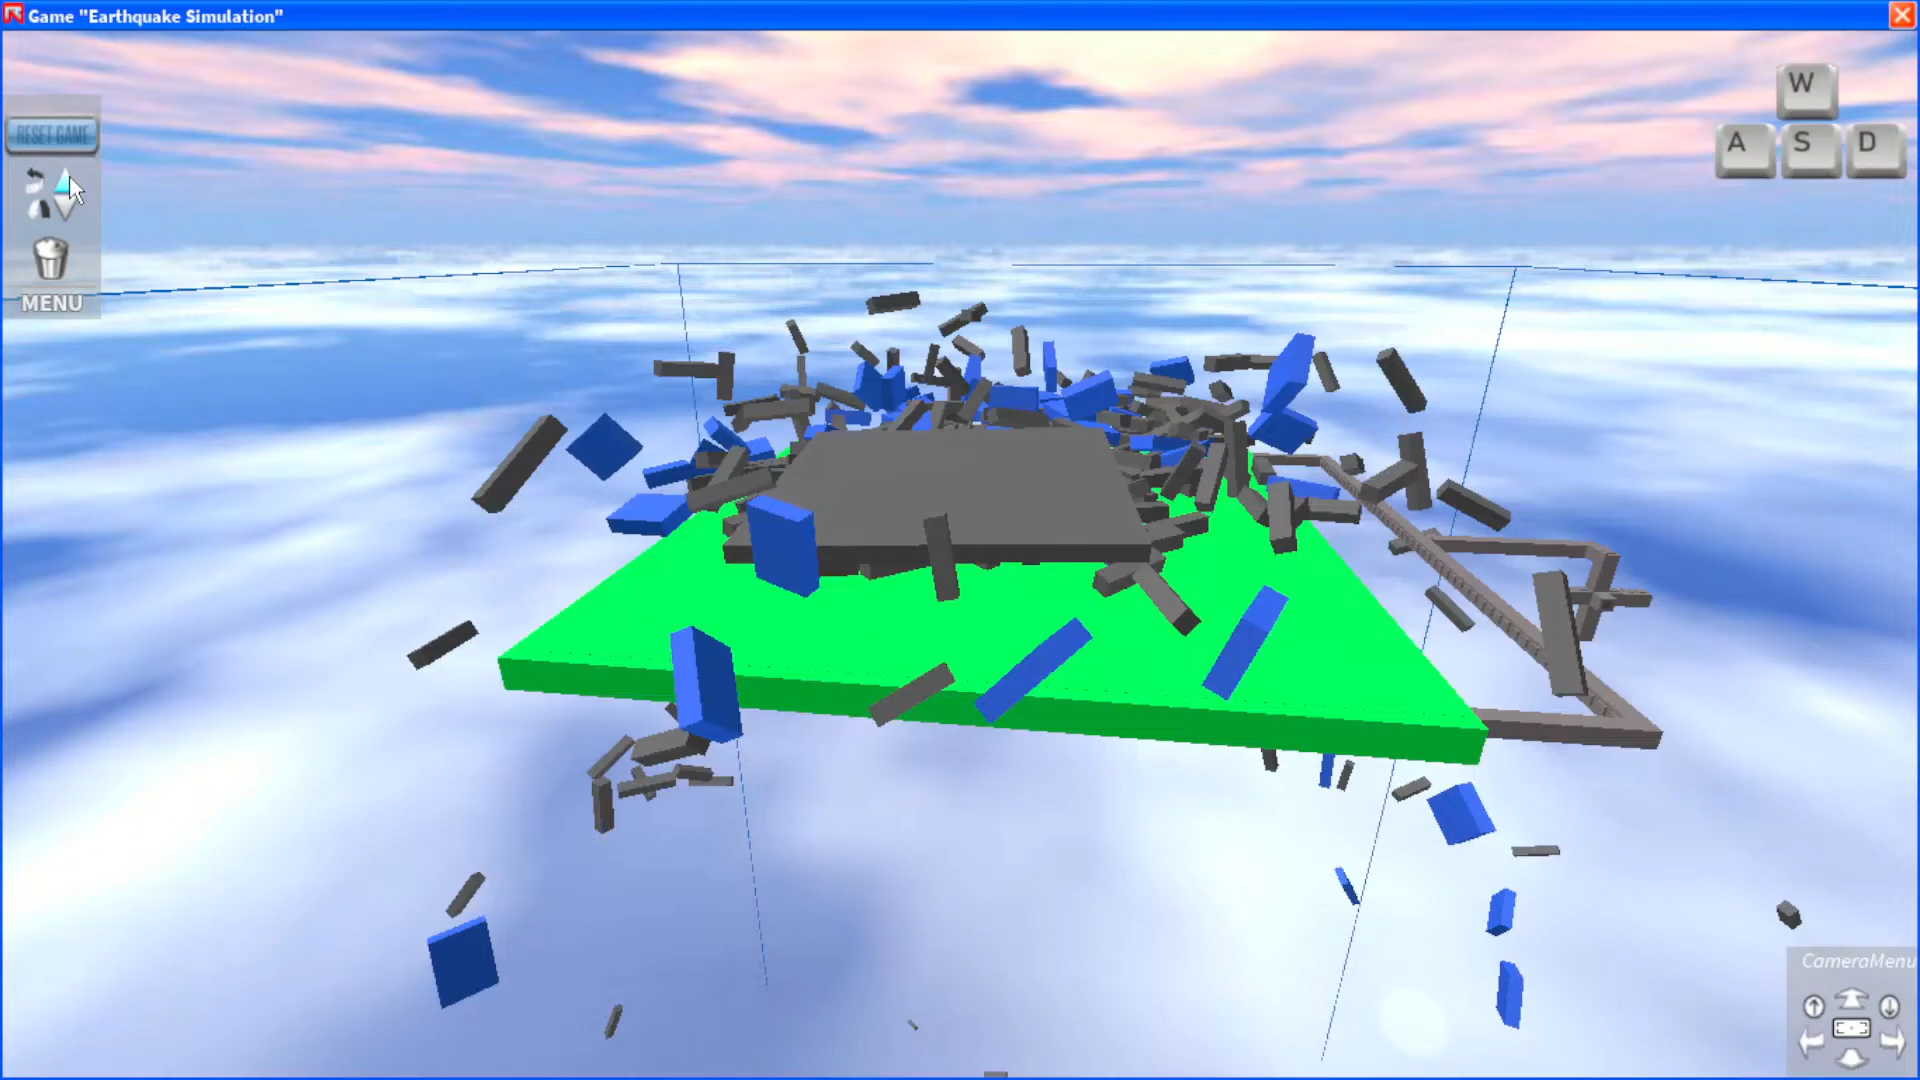 Game "Earthquake Simulation"
W
A S D
RESET GAME
MENU
CameraMenu